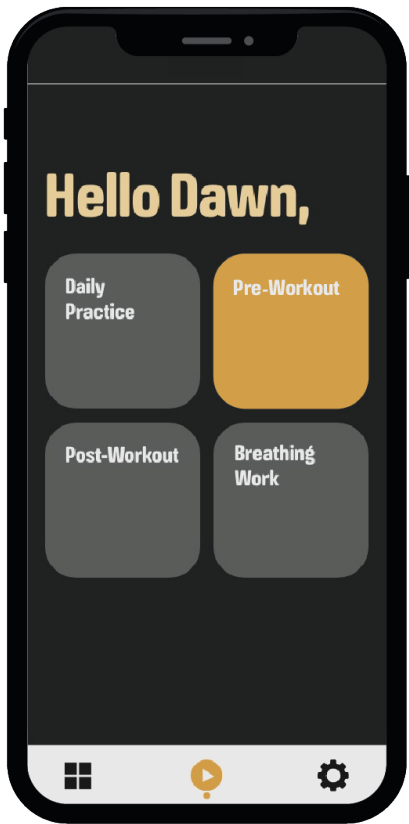 Hello Dawn,
Daily
Practice
Pre-Workout
Post-Workout
Breathing
Work